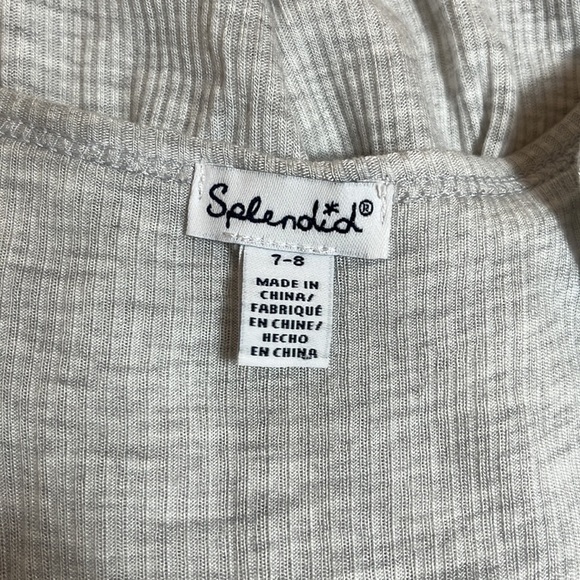 Splendid®
7-8
MADE IN
CHINA/
FABRIQUÉ
EN CHINE/
HECHO
EN CHINA